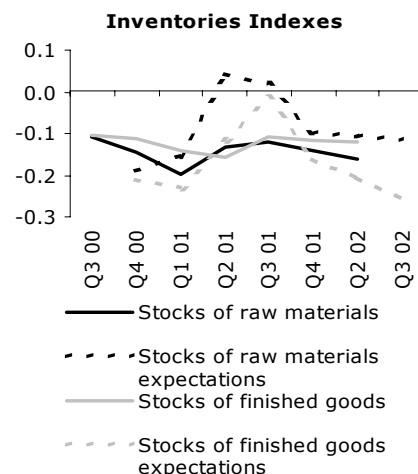 Inventories Indexes
0.1
0.0
-0.1
-0.2
-0.3
Q3 00
Q4 00
Q1 01
Q2 01
Q3 01
Q4 01
Q2 02
Q3 02
Stocks of raw materials
Stocks of raw materials
expectations
Stocks of finished goods
Stocks of finished goods
expectations